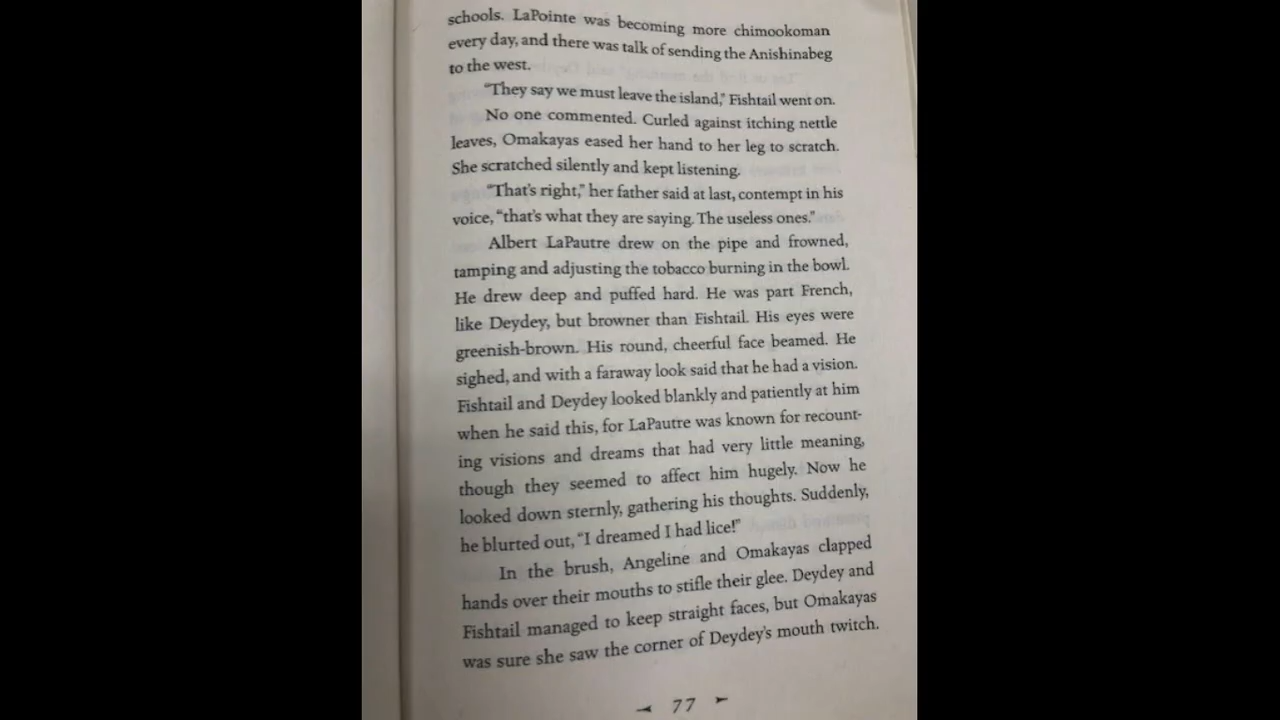 schools. LaPointe was becoming more chimookoman
every day, and there was talk of sending the Anishinabeg
to the west.
"They say we must leave the island," Fishtail went on.
No one commented. Curled against itching nettle
leaves, Omakayas eased her hand to her leg to scratch.
She scratched silently and kept listening.
"That's right," her father said at last, contempt in his
voice, "that's what they are saying. The useless ones."
Albert LaPautre drew on the pipe and frowned,
tamping and adjusting the tobacco burning in the bowl.
He drew deep and puffed hard. He was part French,
like Deydey, but browner than Fishtail. His eyes were
greenish-brown. His round, cheerful face beamed. He
sighed, and with a faraway look said that he had a vision.
Fishtail and Deydey looked blankly and patiently at him
when he said this, for LaPautre was known for recount-
ing visions and dreams that had very little meaning,
though they seemed to affect him hugely. Now he
looked down sternly, gathering his thoughts. Suddenly,
he blurted out, "I dreamed I had lice!"
In the brush, Angeline and Omakayas clapped
hands over their mouths to stifle their glee. Deydey and
Fishtail managed to keep straight faces, but Omakayas
was sure she saw the corner of Deydey's mouth twitch.
77